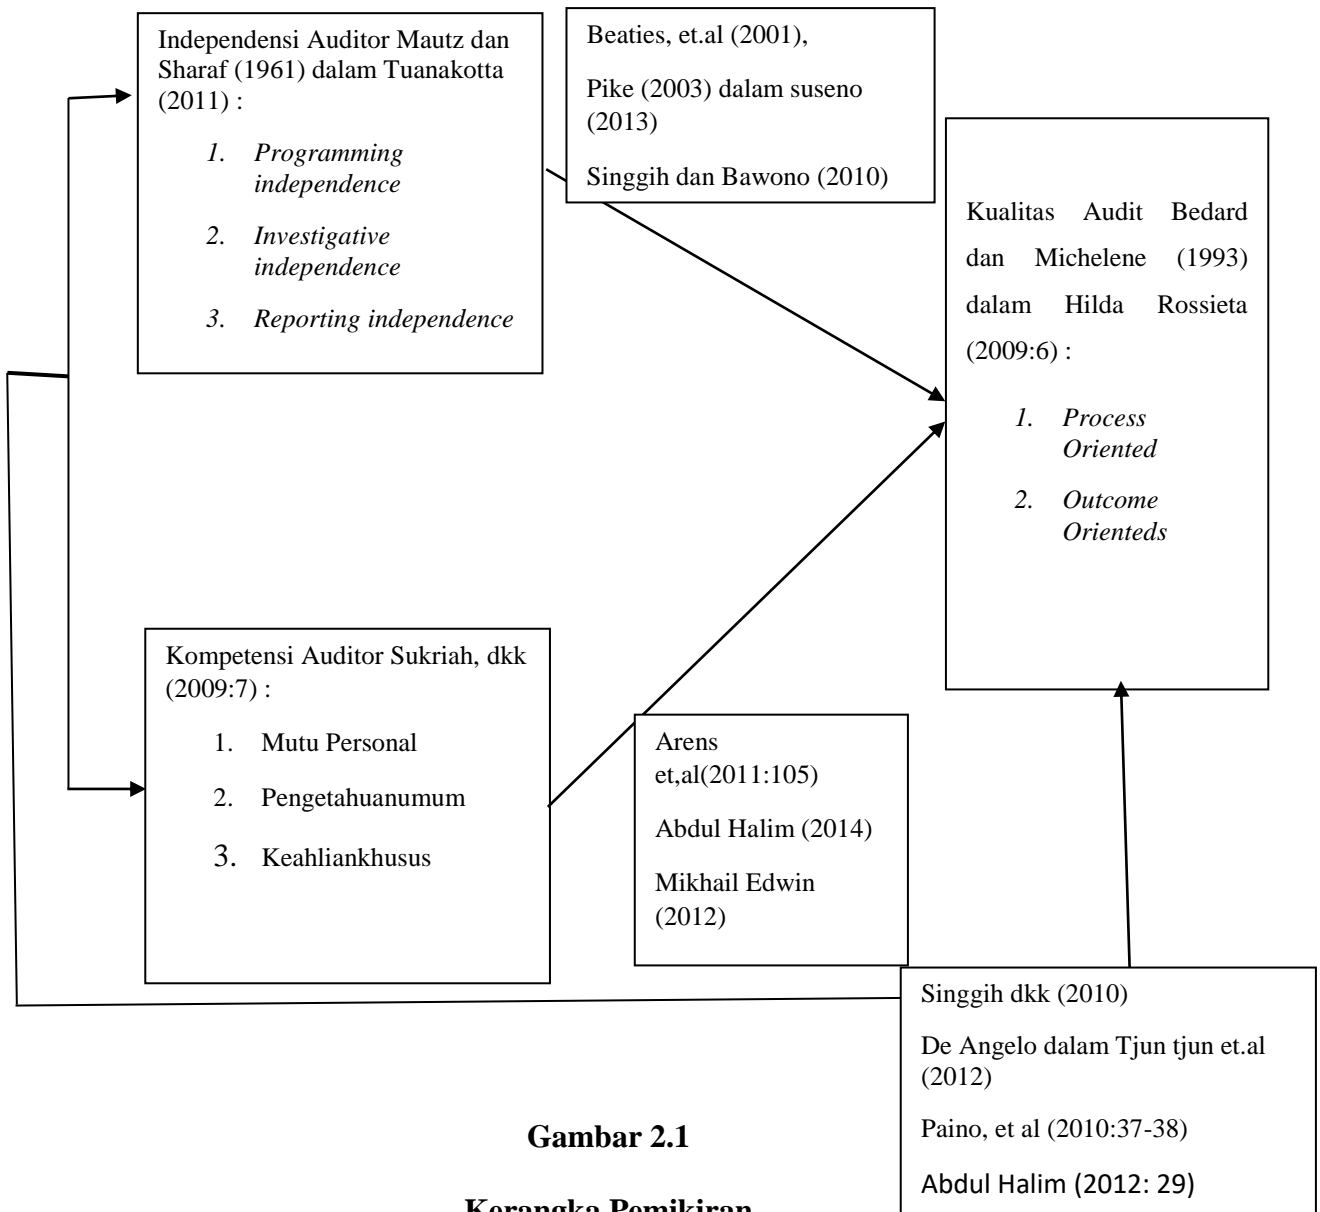 Independensi Auditor Mautz dan
Sharaf (1961) dalam Tuanakotta
(2011) :
1. Programming
independence
2. Investigative
independence
3. Reporting independence
Beaties, et.al (2001),
Pike (2003) dalam suseno
(2013)
Singgih dan Bawono (2010)
Kualitas Audit Bedard
dan Michelene (1993)
dalam Hilda Rossieta
(2009:6) :
1. Process
Oriented
2. Outcome
Orienteds
Kompetensi Auditor Sukriah, dkk
(2009:7) :
1. Mutu Personal
2. Pengetahuanumum
3. Keahliankhusus
Arens
et,al(2011:105)
Abdul Halim (2014)
Mikhail Edwin
(2012)
Singgih dkk (2010)
De Angelo dalam Tjun tjun et.al
(2012)
Paino, et al (2010:37-38)
Abdul Halim (2012: 29)
Gambar 2.1
Kerangka Pemikiran